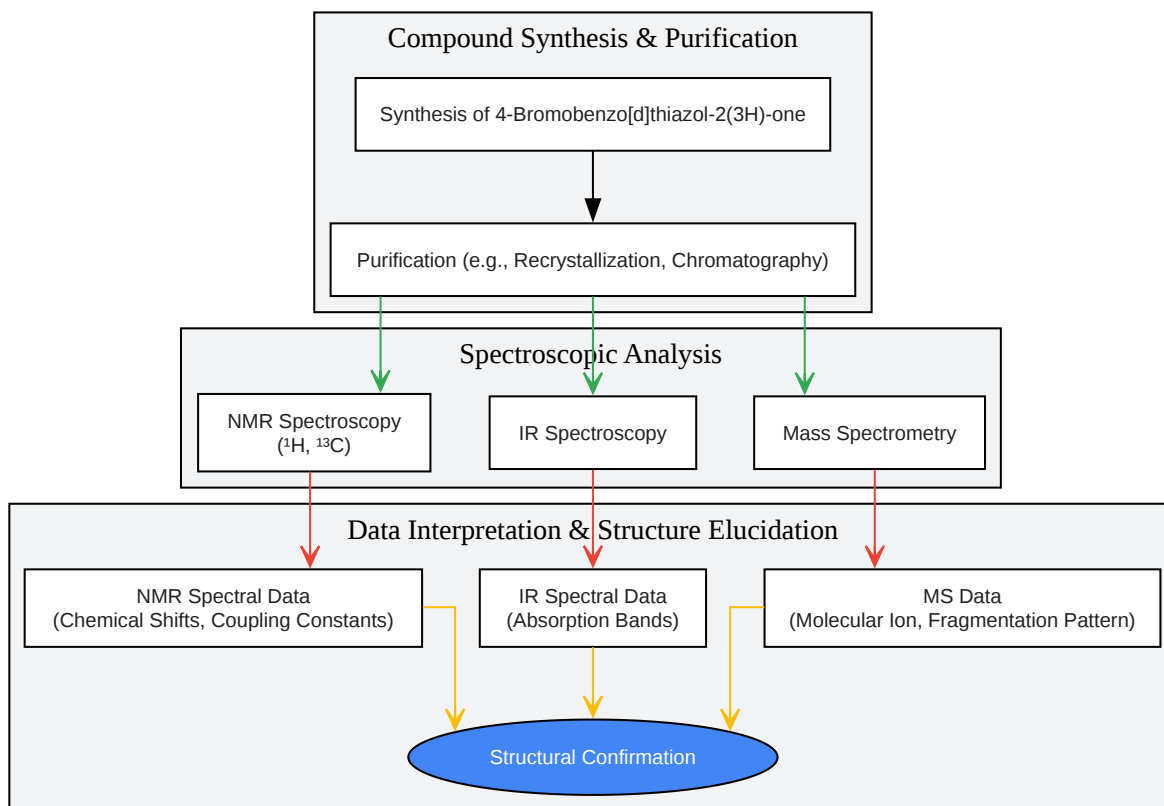 Compound Synthesis & Purification
Synthesis of 4-Bromobenzo[d]thiazol-2(3H)-one
Purification (e.g., Recrystallization, Chromatography)
Spectroscopic Analysis
NMR Spectroscopy
(¹H, ¹³C)
IR Spectroscopy
Mass Spectrometry
Data Interpretation & Structure Elucidation
NMR Spectral Data
(Chemical Shifts, Coupling Constants)
IR Spectral Data
(Absorption Bands)
MS Data
(Molecular Ion, Fragmentation Pattern)
Structural Confirmation